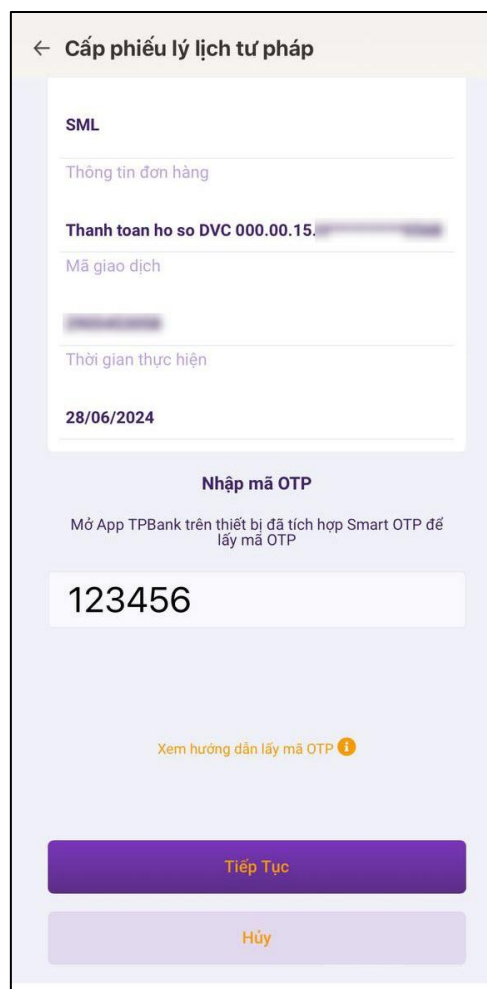 ← Cấp phiếu lý lịch tư pháp
SML
Thông tin đơn hàng
Thanh toan ho so DVC 000.00.15.
Mã giao dịch
Thời gian thực hiện
28/06/2024
Nhập mã OTP
Mở App TPBank trên thiết bị đã tích hợp Smart OTP để
lấy mã OTP
123456
Xem hướng dẫn lấy mã OTP
Tiếp Tục
Hủy